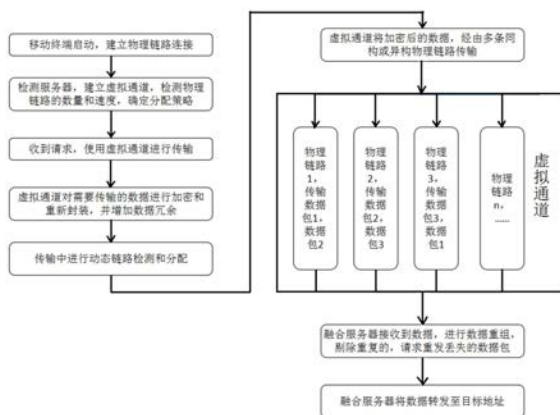 移动终端启动，建立物理链路连接
检测服务器，建立虚拟通道，检测物理
链路的数量和速度，确定分配策略
收到请求，使用虚拟通道进行传输
虚拟通道对需要传输的数据进行加密和
重新封装，并增加数据冗余
传输中进行动态链路检测和分配
虚拟通道将加密后的数据，经由多条同
构或异构物理链路传输
物理
链路
1，
传输
数据
包1，
数据
包2
物理
链路
2，
传输
数据
包2，
数据
包3
物理
链路
3，
传输
数据
包3，
数据
包1
物理
链路
n，
……
虚拟通道
融合服务器接收到数据，进行数据重组，
剔除重复的，请求重发丢失的数据包
融合服务器将数据转发至目标地址